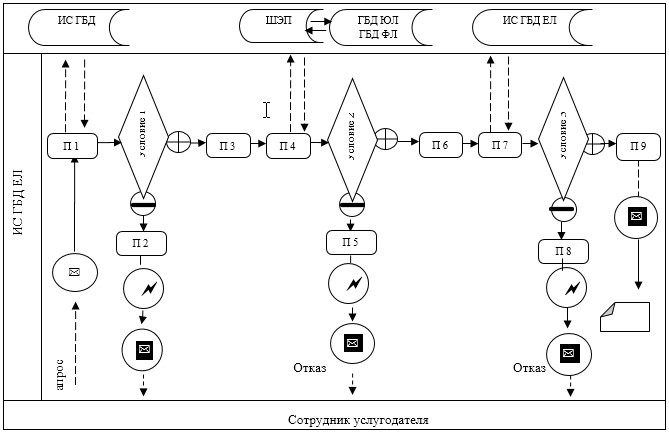 ИС ГБД
ШЭП
ГБД ЮЛ
ГБД ФЛ
ИС ГБД ЕЛ
ИС ГБД ЕЛ
П 1
условие 1
П 3
П 4
условие 2
П 6
П 7
условие 3
П 9
П 2
П 5
П 8
апрос
Отказ
Отказ
Сотрудник услугодателя